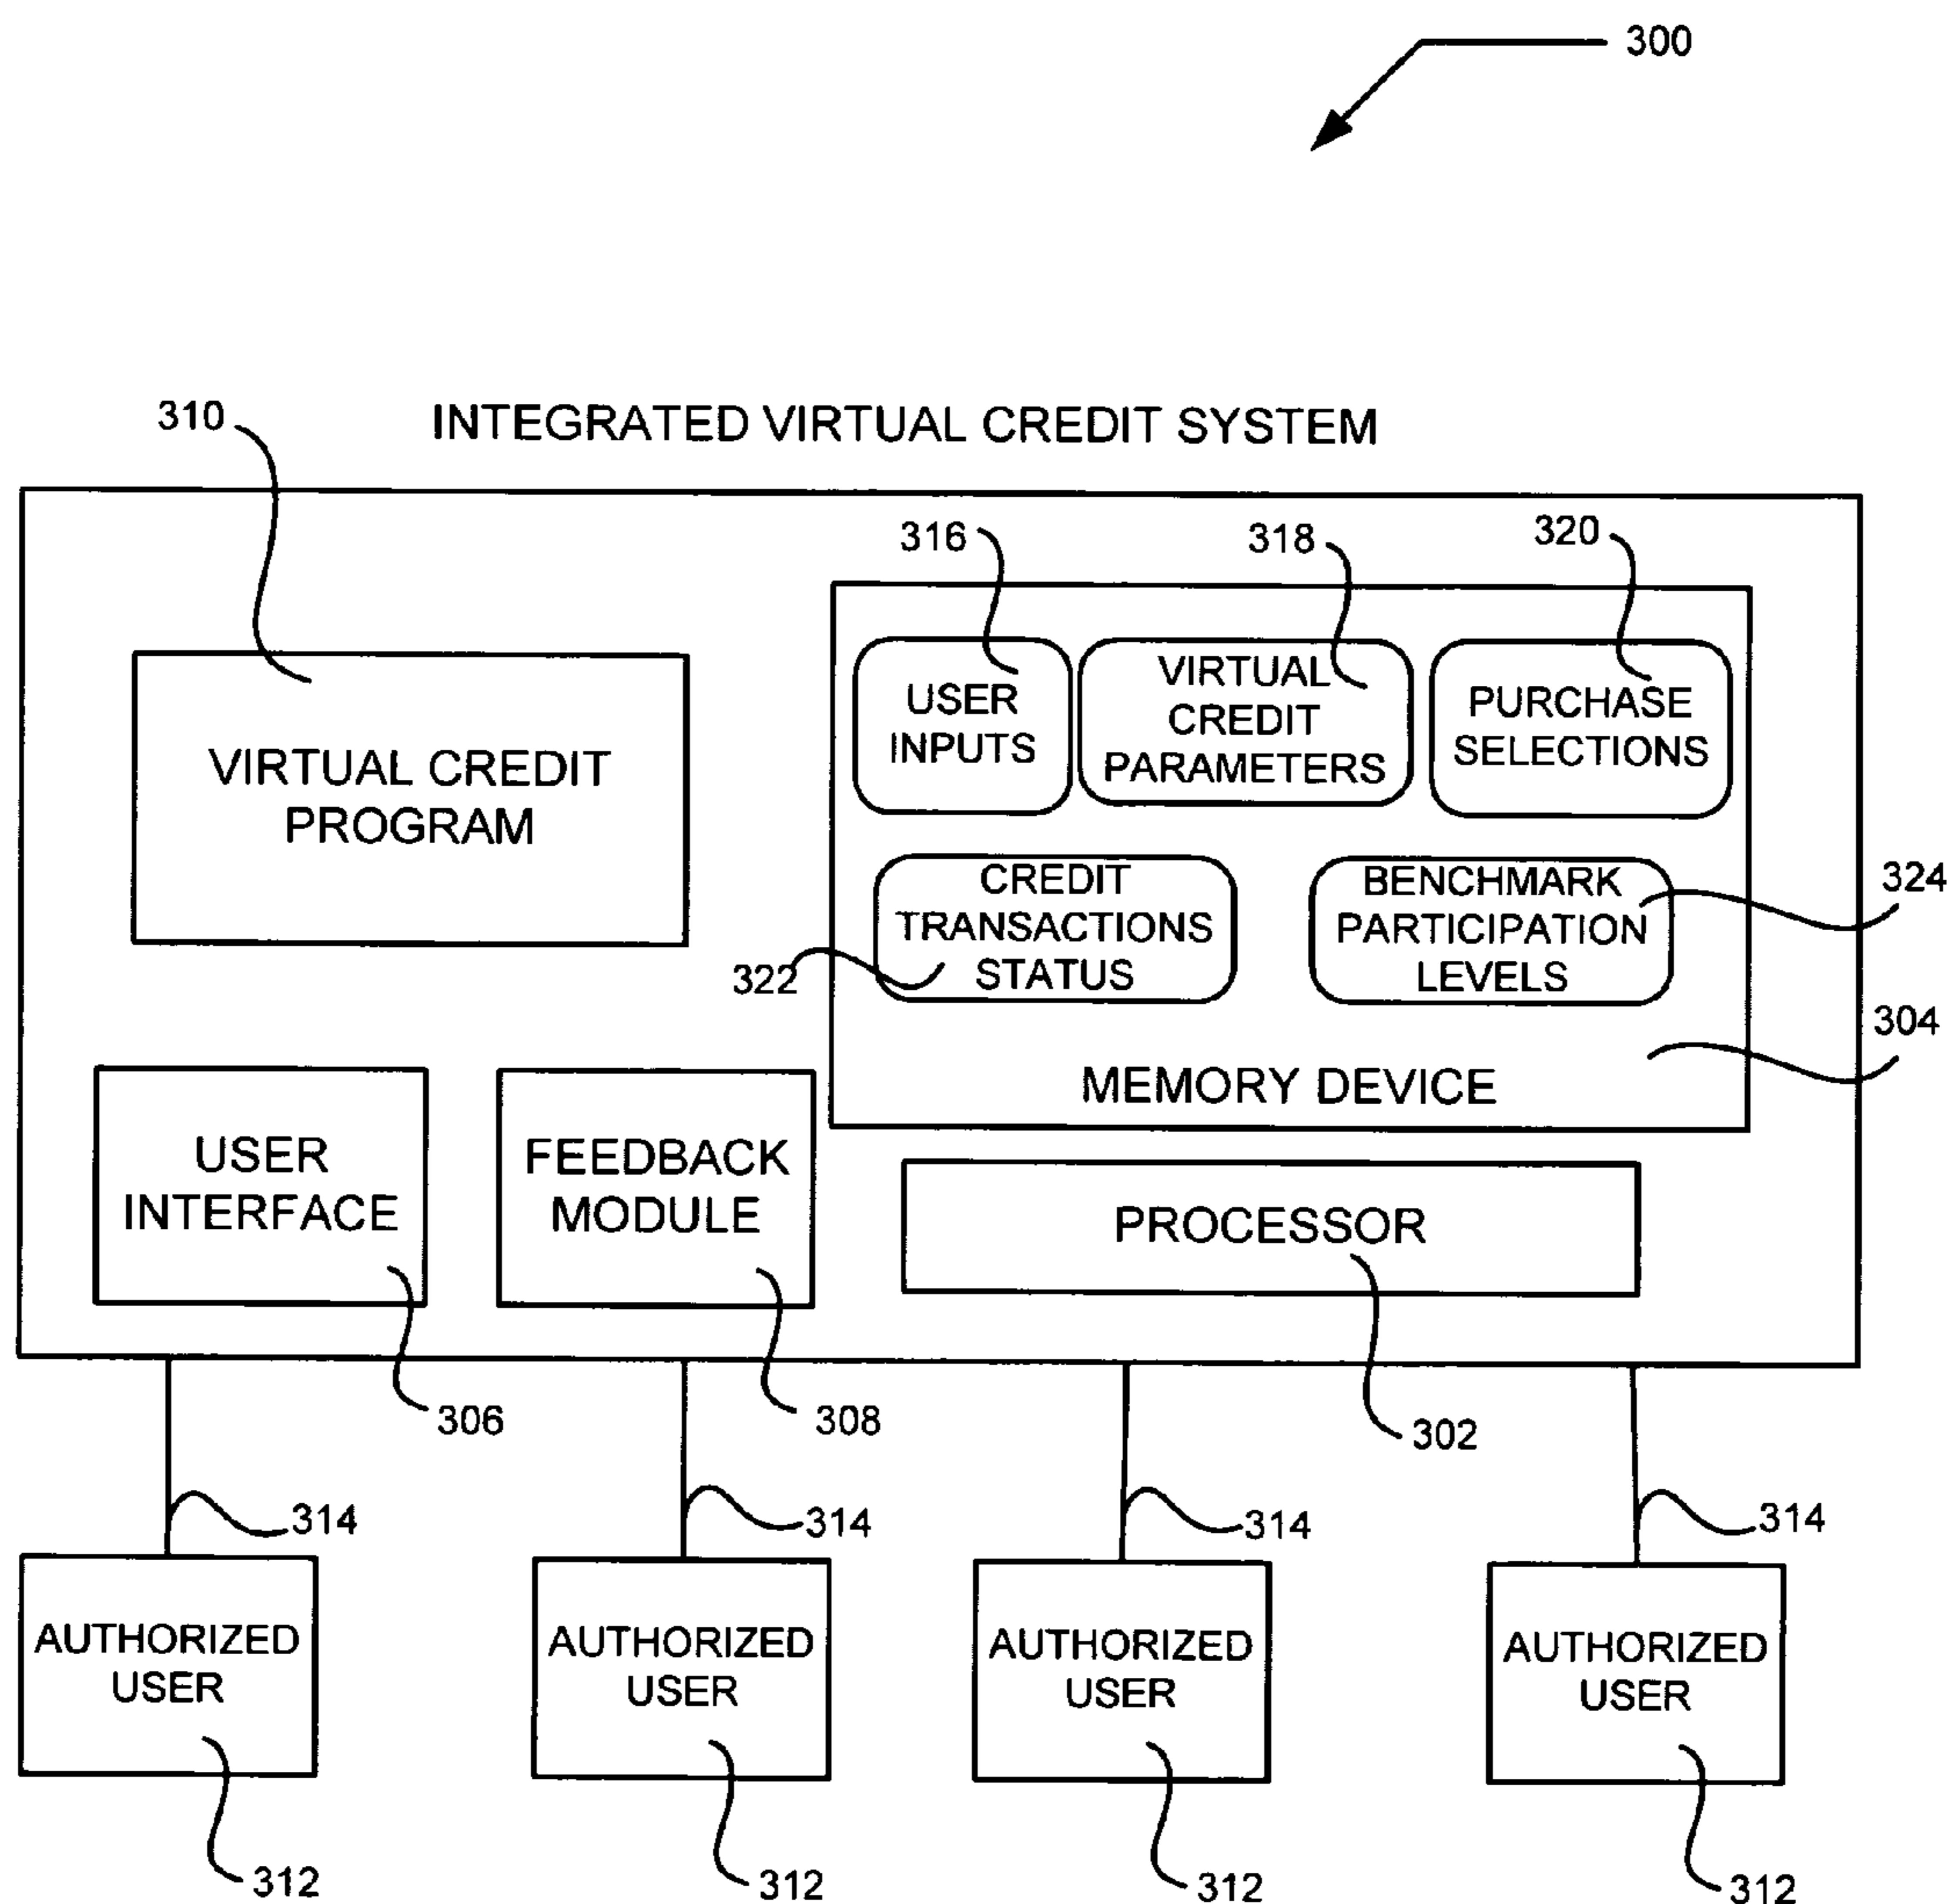 300
310
INTEGRATED VIRTUAL CREDIT SYSTEM
316
318
320
VIRTUAL CREDIT
PROGRAM
USER
INPUTS
VIRTUAL
CREDIT
PARAMETERS
PURCHASE
SELECTIONS
CREDIT
TRANSACTIONS
STATUS
322
BENCHMARK
PARTICIPATION
LEVELS
324
304
MEMORY DEVICE
USER
INTERFACE
FEEDBACK
MODULE
PROCESSOR
306
308
302
314
314
314
314
AUTHORIZED
USER
AUTHORIZED
USER
AUTHORIZED
USER
AUTHORIZED
USER
312
312
312
312